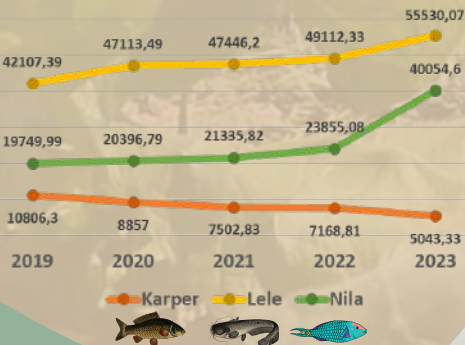 55530,07
42107,39 47113,49 47446,2 49112,33
40054,6
19749,99 20396,79 21335,82 23855,08
10806,3 8857 7502,83 7168,81 5043,33
2019 2020 2021 2022 2023
Karper Lele Nila